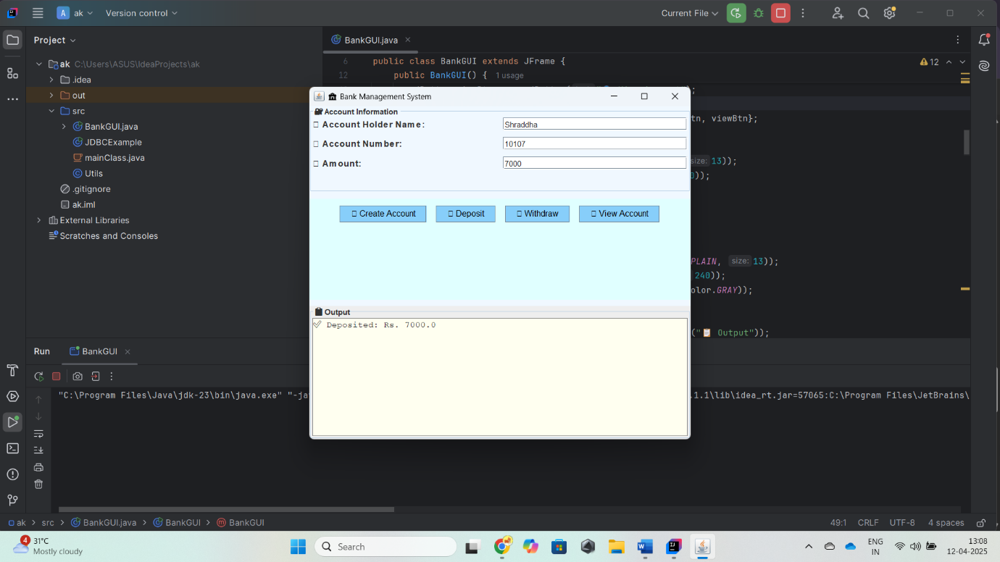 A ak Version control Current File
Project
BankGUI.java
ak C:\Users\ASUS\IdeaProjects\ak
.idea
out
src
BankGUI.java
JDBCExample
mainClass.java
Utils
.gitignore
ak.iml
External Libraries
Scratches and Consoles
6 public class BankGUI extends JFrame {
12 public BankGUI() { 1 usage
12
;
tn, viewBtn};
size: 13));
));
PLAIN, size: 13));
240));
olor.GRAY));
("📋 Output"));
Bank Management System
Account Information
Account Holder Name:
Shraddha
Account Number:
10107
Amount:
7000
Create Account Deposit Withdraw View Account
Output
Deposited: Rs. 7000.0
Run BankGUI
"C:\Program Files\Java\jdk-23\bin\java.exe" "-ja
.1.1\lib\idea_rt.jar=57065:C:\Program Files\JetBrains\
ak > src > BankGUI.java > BankGUI > BankGUI
49:1 CRLF UTF-8 4 spaces
4
31°C
Mostly cloudy
Search
ENG
IN
13:08
12-04-2025